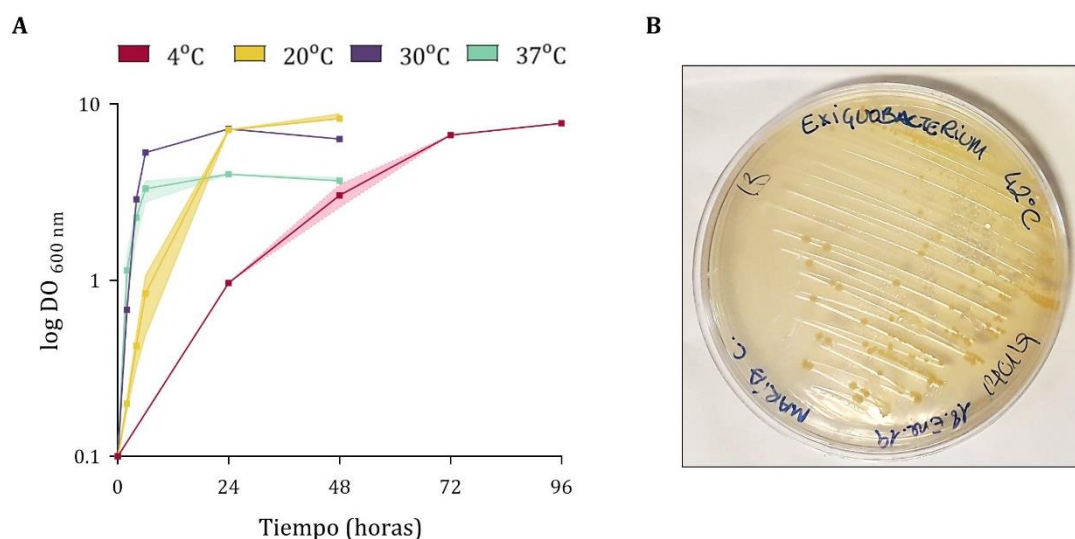 A
B
4°C 20°C 30°C 37°C
log DO 600 nm
10
1
0.1
0 24 48 72 96
Tiempo (horas)
EXIGUOBACTERIUM
42°C
18.Ene.19
MARÍA C.